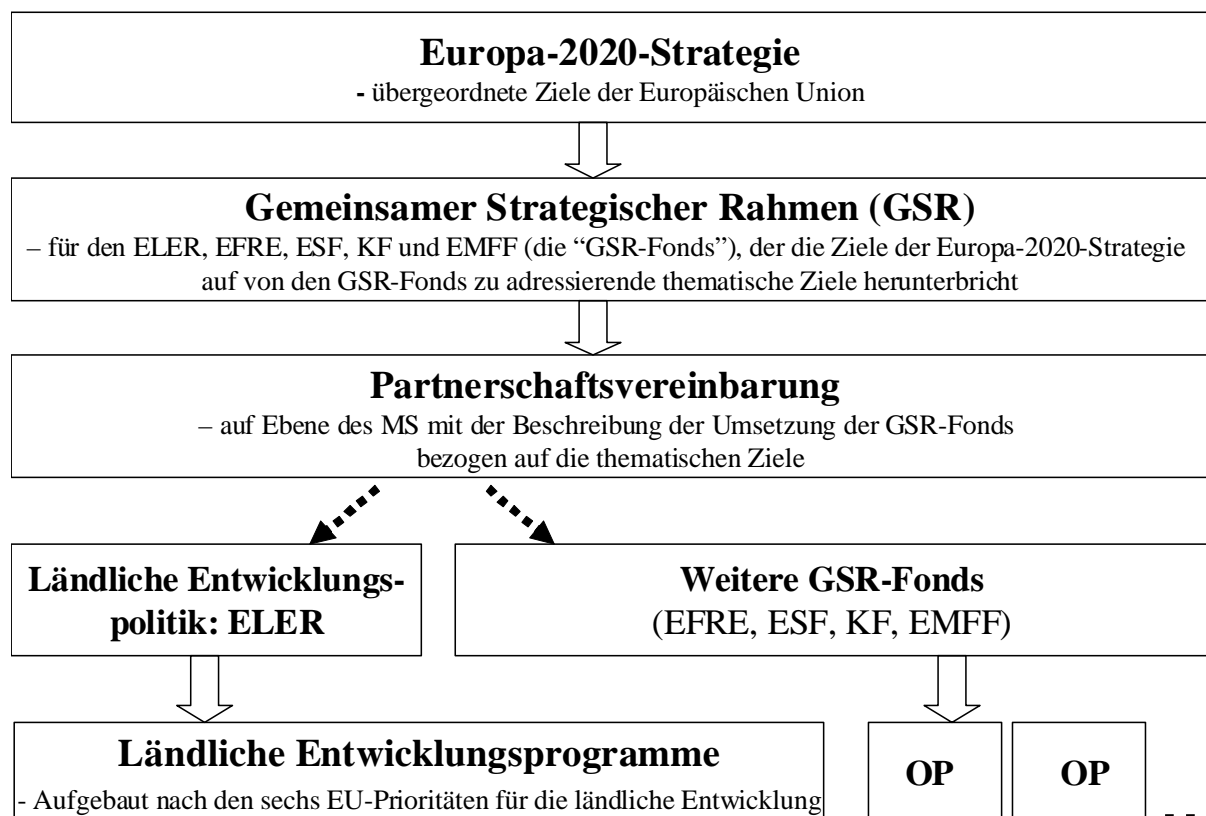 Europa-2020-Strategie
- übergeordnete Ziele der Europäischen Union
Gemeinsamer Strategischer Rahmen (GSR)
– für den ELER, EFRE, ESF, KF und EMFF (die “GSR-Fonds”), der die Ziele der Europa-2020-Strategie
auf von den GSR-Fonds zu adressierende thematische Ziele herunterbricht
Partnerschaftsvereinbarung
– auf Ebene des MS mit der Beschreibung der Umsetzung der GSR-Fonds
bezogen auf die thematischen Ziele
Ländliche Entwicklungs-
politik: ELER
Weitere GSR-Fonds
(EFRE, ESF, KF, EMFF)
Ländliche Entwicklungsprogramme
- Aufgebaut nach den sechs EU-Prioritäten für die ländliche Entwicklung
OP
OP